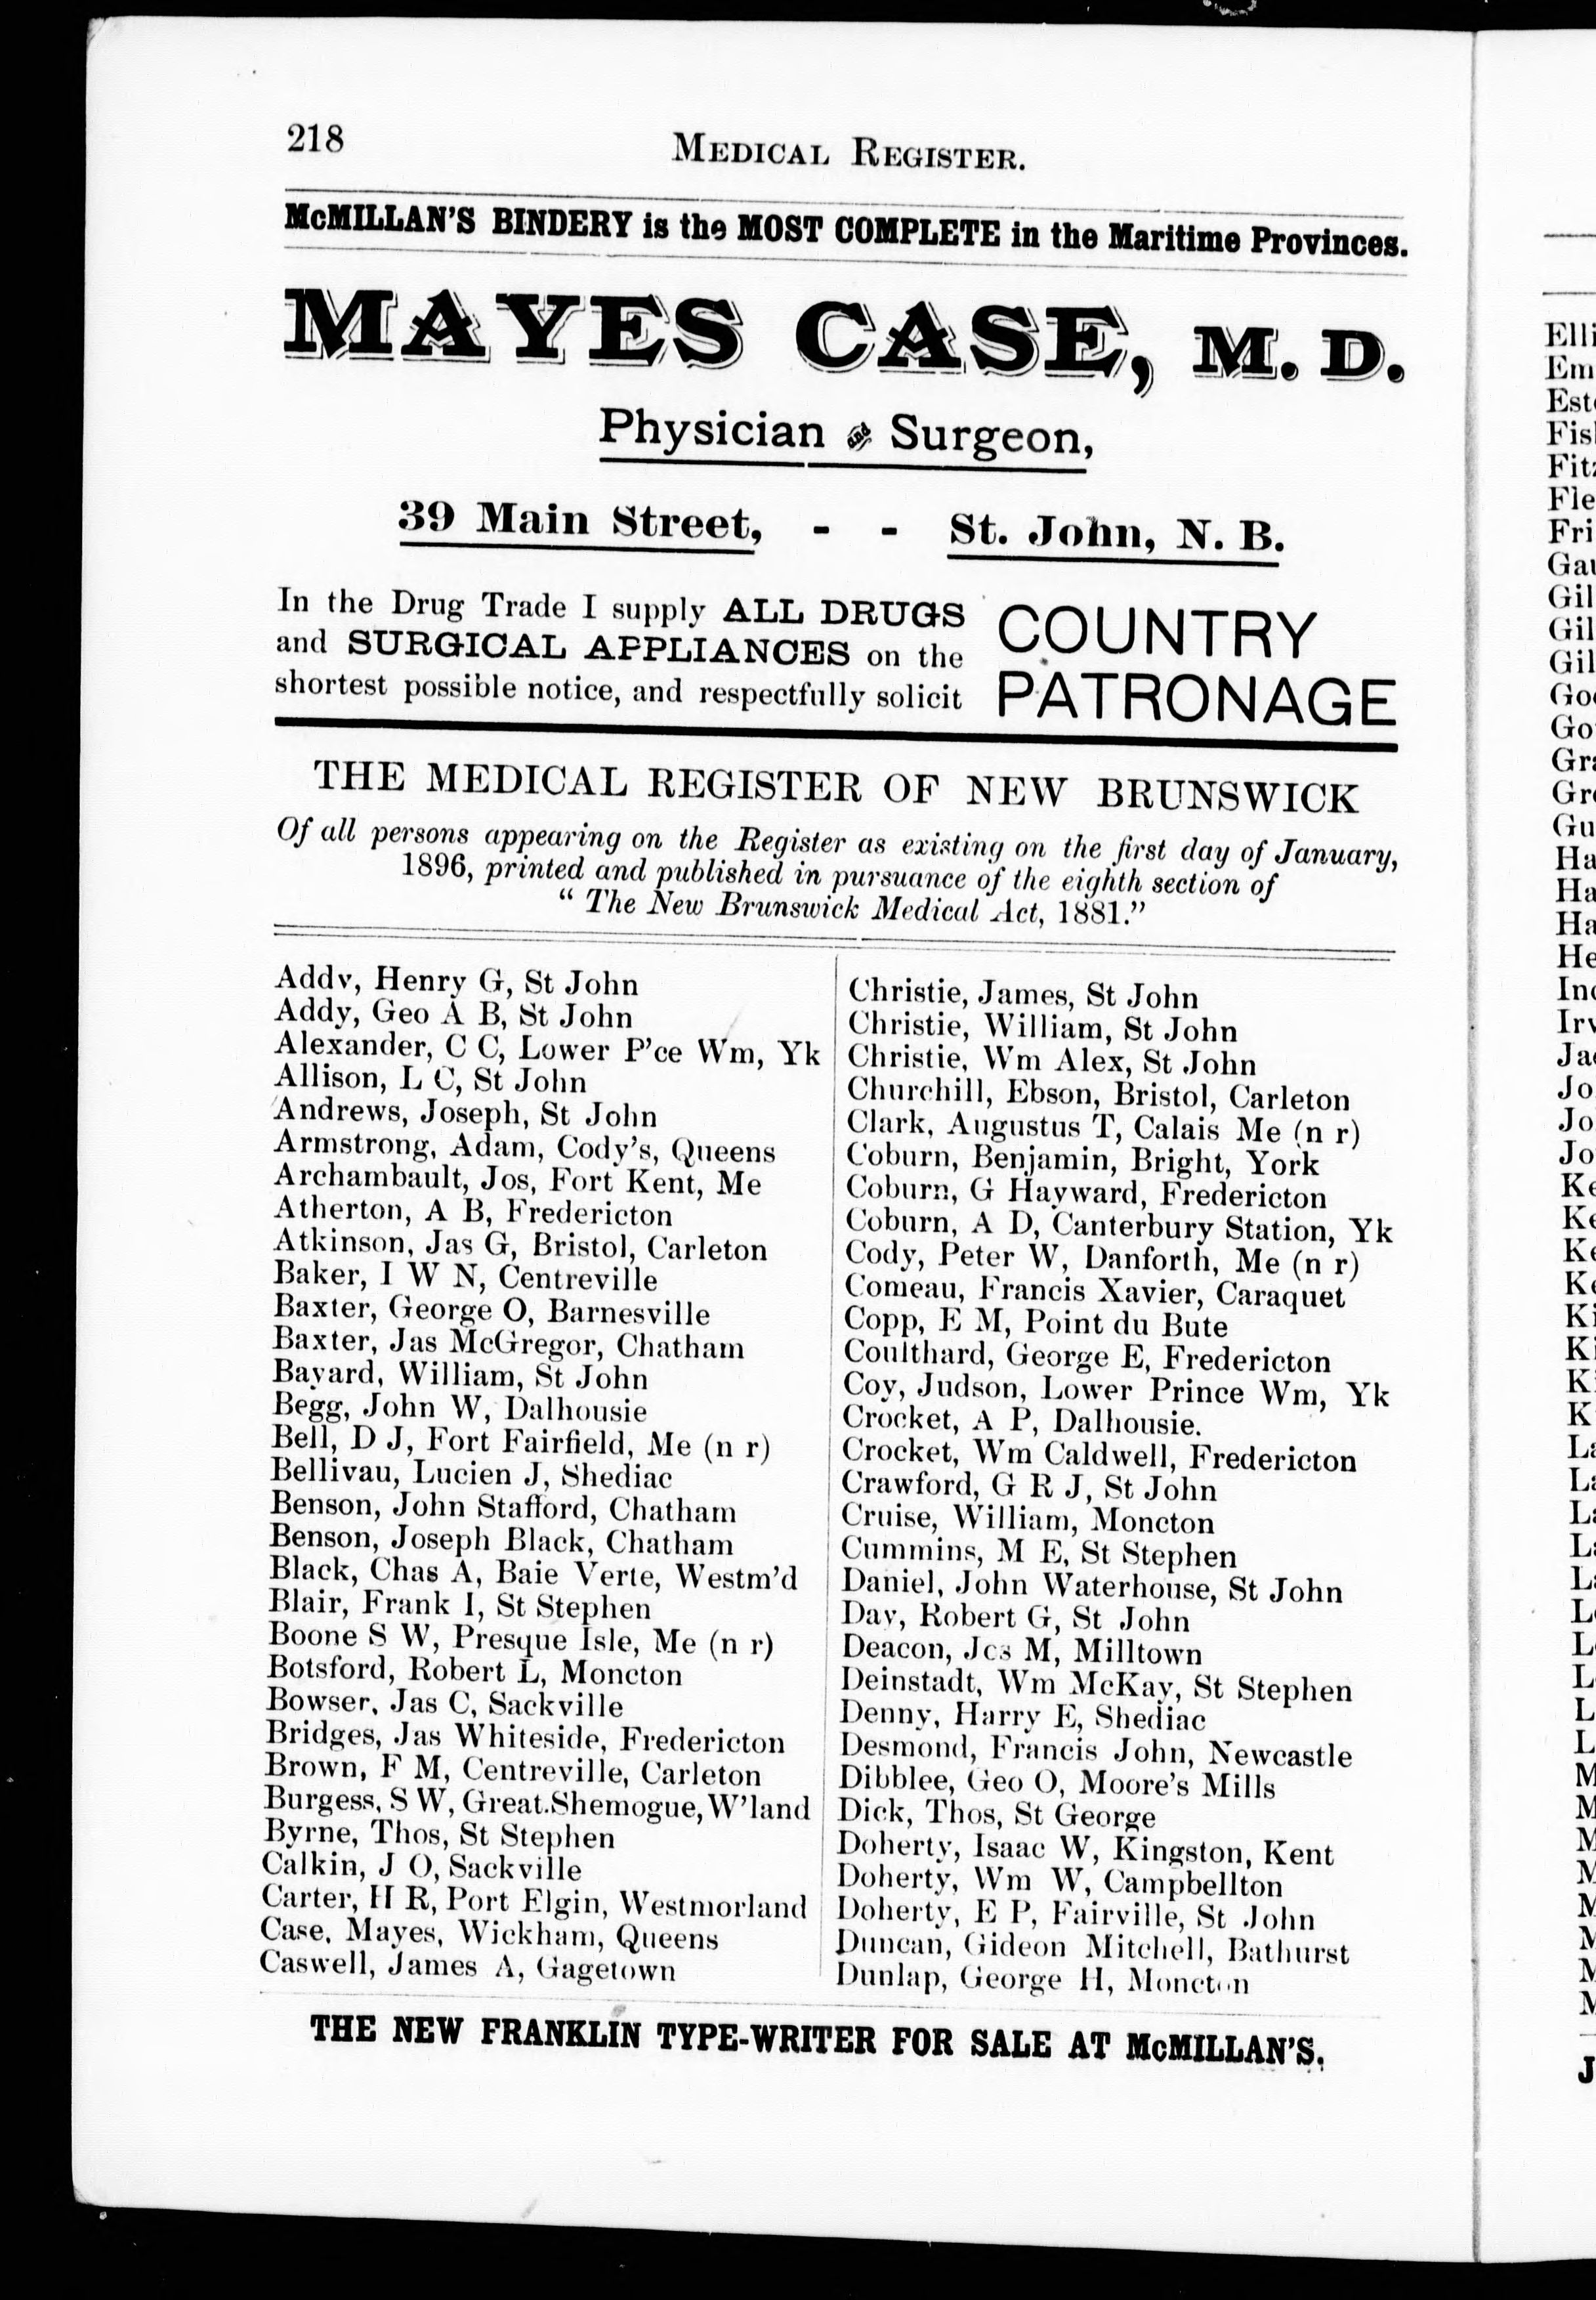 218
MEDICAL REGISTER.
McMILLAN'S BINDERY is the MOST COMPLETE in the Maritime Provinces.
MAYES CASE, M. D.
Physician and Surgeon,
39 Main Street, - - St. John, N. B.
In the Drug Trade I supply ALL DRUGS
and SURGICAL APPLIANCES on the
shortest possible notice, and respectfully solicit
COUNTRY
PATRONAGE
THE MEDICAL REGISTER OF NEW BRUNSWICK
Of all persons appearing on the Register as existing on the first day of January,
1896, printed and published in pursuance of the eighth section of
“ The New Brunswick Medical Act, 1881.”
Addy, Henry G, St John
Addy, Geo A B, St John
Alexander, C C, Lower P'ce Wm, Yk
Allison, L C, St John
Andrews, Joseph, St John
Armstrong, Adam, Cody's, Queens
Archambault, Jos, Fort Kent, Me
Atherton, A B, Fredericton
Atkinson, Jas G, Bristol, Carleton
Baker, I W N, Centreville
Baxter, George O, Barnesville
Baxter, Jas McGregor, Chatham
Bayard, William, St John
Begg, John W, Dalhousie
Bell, D J, Fort Fairfield, Me (n r)
Bellivau, Lucien J, Shediac
Benson, John Stafford, Chatham
Benson, Joseph Black, Chatham
Black, Chas A, Baie Verte, Westm'd
Blair, Frank I, St Stephen
Boone S W, Presque Isle, Me (n r)
Botsford, Robert L, Moncton
Bowser, Jas C, Sackville
Bridges, Jas Whiteside, Fredericton
Brown, F M, Centreville, Carleton
Burgess, S W, Great.Shemogue, W'land
Byrne, Thos, St Stephen
Calkin, J O, Sackville
Carter, H R, Port Elgin, Westmorland
Case, Mayes, Wickham, Queens
Caswell, James A, Gagetown
Christie, James, St John
Christie, William, St John
Christie, Wm Alex, St John
Churchill, Ebson, Bristol, Carleton
Clark, Augustus T, Calais Me (n r)
Coburn, Benjamin, Bright, York
Coburn, G Hayward, Fredericton
Coburn, A D, Canterbury Station, Yk
Cody, Peter W, Danforth, Me (n r)
Comeau, Francis Xavier, Caraquet
Copp, E M, Point du Bute
Coulthard, George E, Fredericton
Coy, Judson, Lower Prince Wm, Yk
Crocket, A P, Dalhousie.
Crocket, Wm Caldwell, Fredericton
Crawford, G R J, St John
Cruise, William, Moncton
Cummins, M E, St Stephen
Daniel, John Waterhouse, St John
Day, Robert G, St John
Deacon, Jos M, Milltown
Deinstadt, Wm McKay, St Stephen
Denny, Harry E, Shediac
Desmond, Francis John, Newcastle
Dibblee, Geo O, Moore's Mills
Dick, Thos, St George
Doherty, Isaac W, Kingston, Kent
Doherty, Wm W, Campbellton
Doherty, E P, Fairville, St John
Duncan, Gideon Mitchell, Bathurst
Dunlap, George H, Moncton
THE NEW FRANKLIN TYPE-WRITER FOR SALE AT McMILLAN'S.